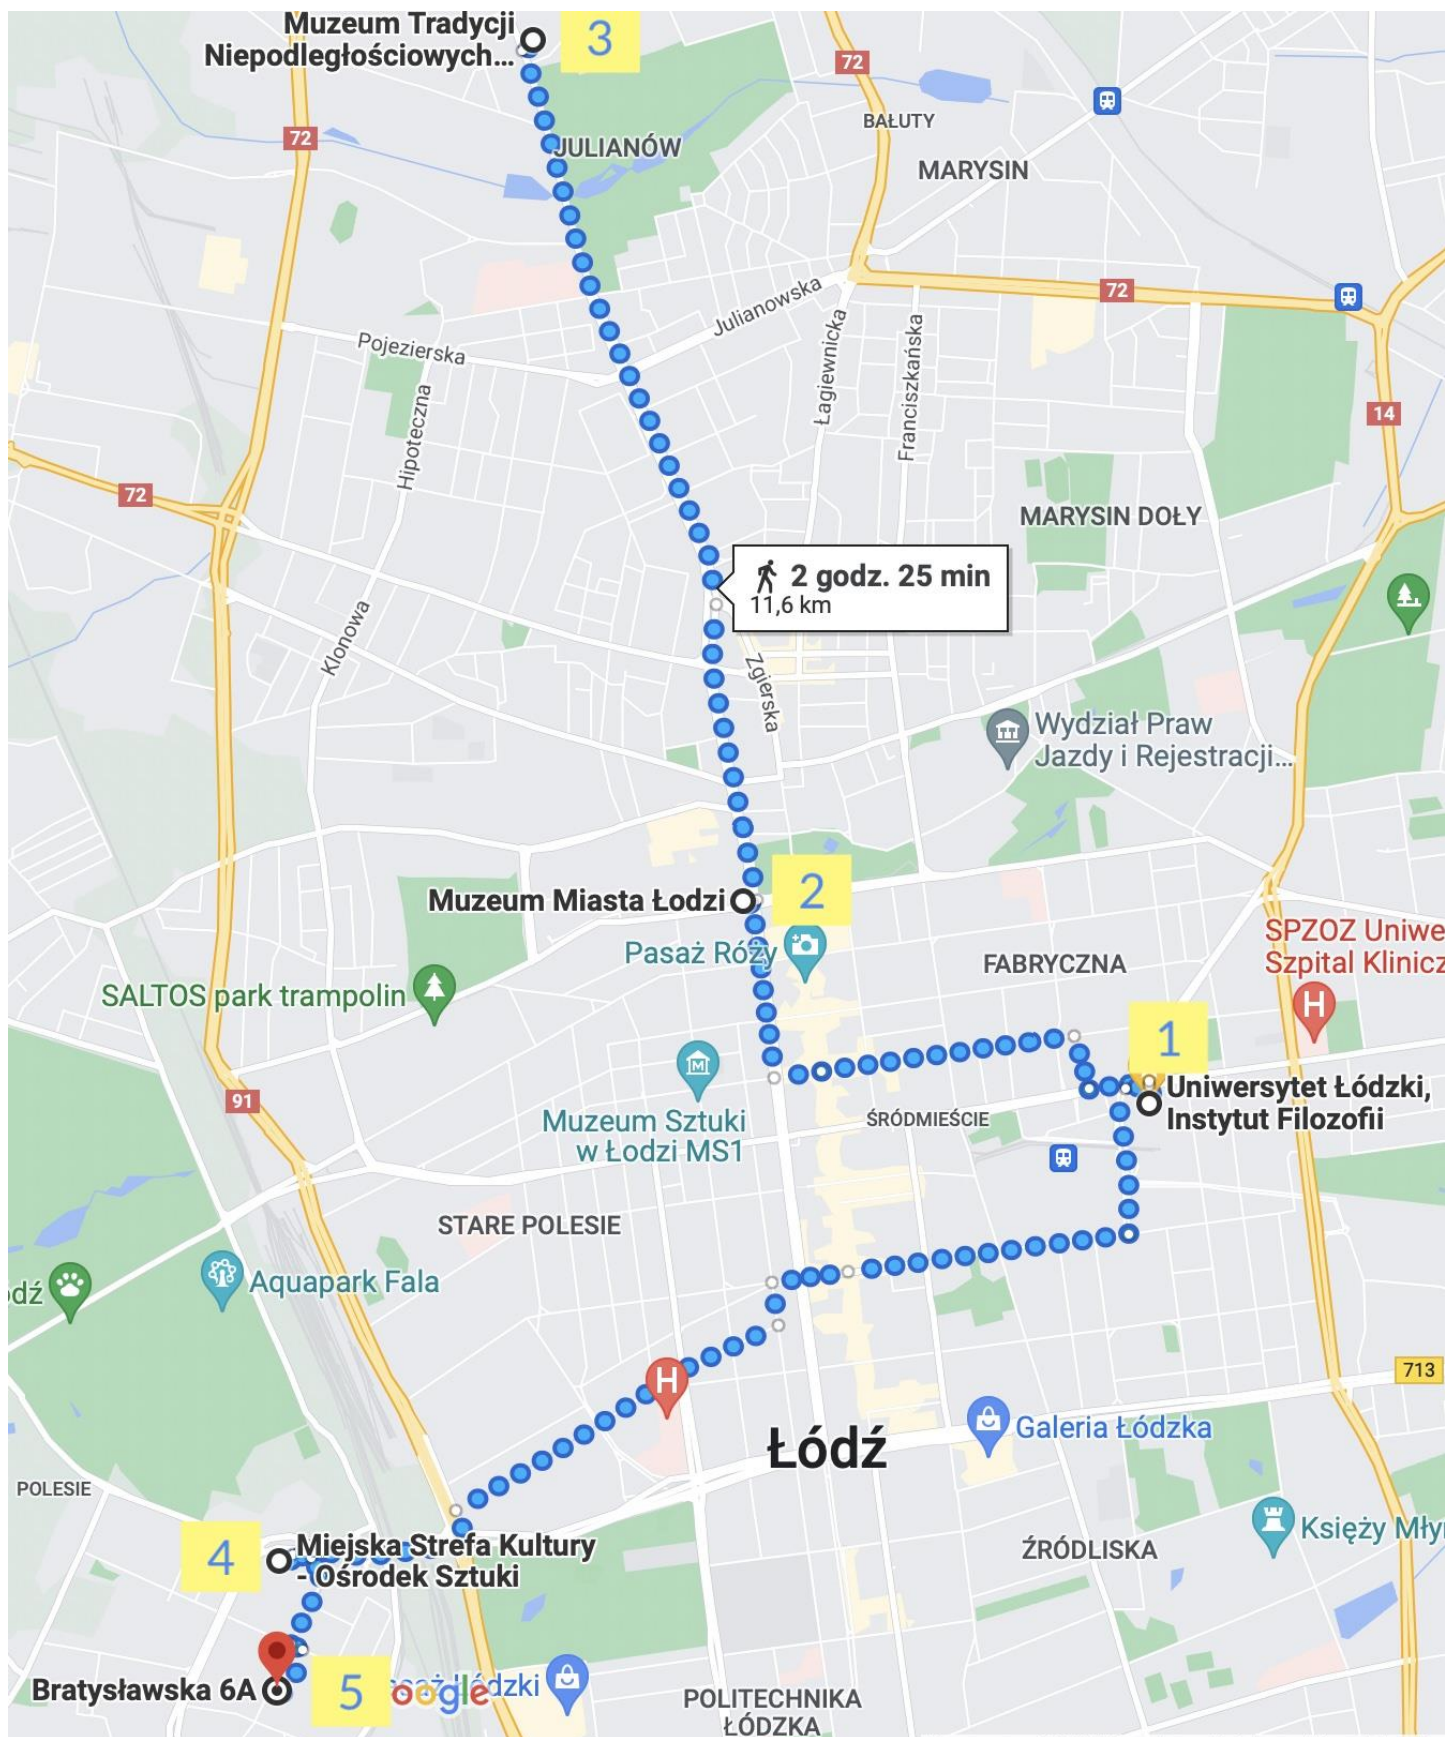 Muzeum Tradycji
Niepodległościowych...
3
72
BAŁUTY
72
JULIANÓW
MARYSIN
72
Julianowska
Pojezierska
Łagiewnicka
Franciszkańska
Hipoteczna
14
72
MARYSIN DOŁY
2 godz. 25 min
11,6 km
Klonowa
Zgierska
Wydział Praw
Jazdy i Rejestracji...
2
Muzeum Miasta Łodzi
Pasaż Róży
FABRYCZNA
SPZOZ Uniwe
Szpital Klinicz
H
SALTOS park trampolin
1
M
91
Uniwersytet Łódzki,
Instytut Filozofii
Muzeum Sztuki
w Łodzi MS1
ŚRÓDMIEŚCIE
STARE POLESIE
Aquapark Fala
odź
H
713
Galeria Łódzka
Łódź
POLESIE
Księży Mły
4
Miejska Strefa Kultury
- Ośrodek Sztuki
ŹRÓDLISKA
Bratysławska 6A
5
oogle
POLITECHNIKA
ŁÓDZKA